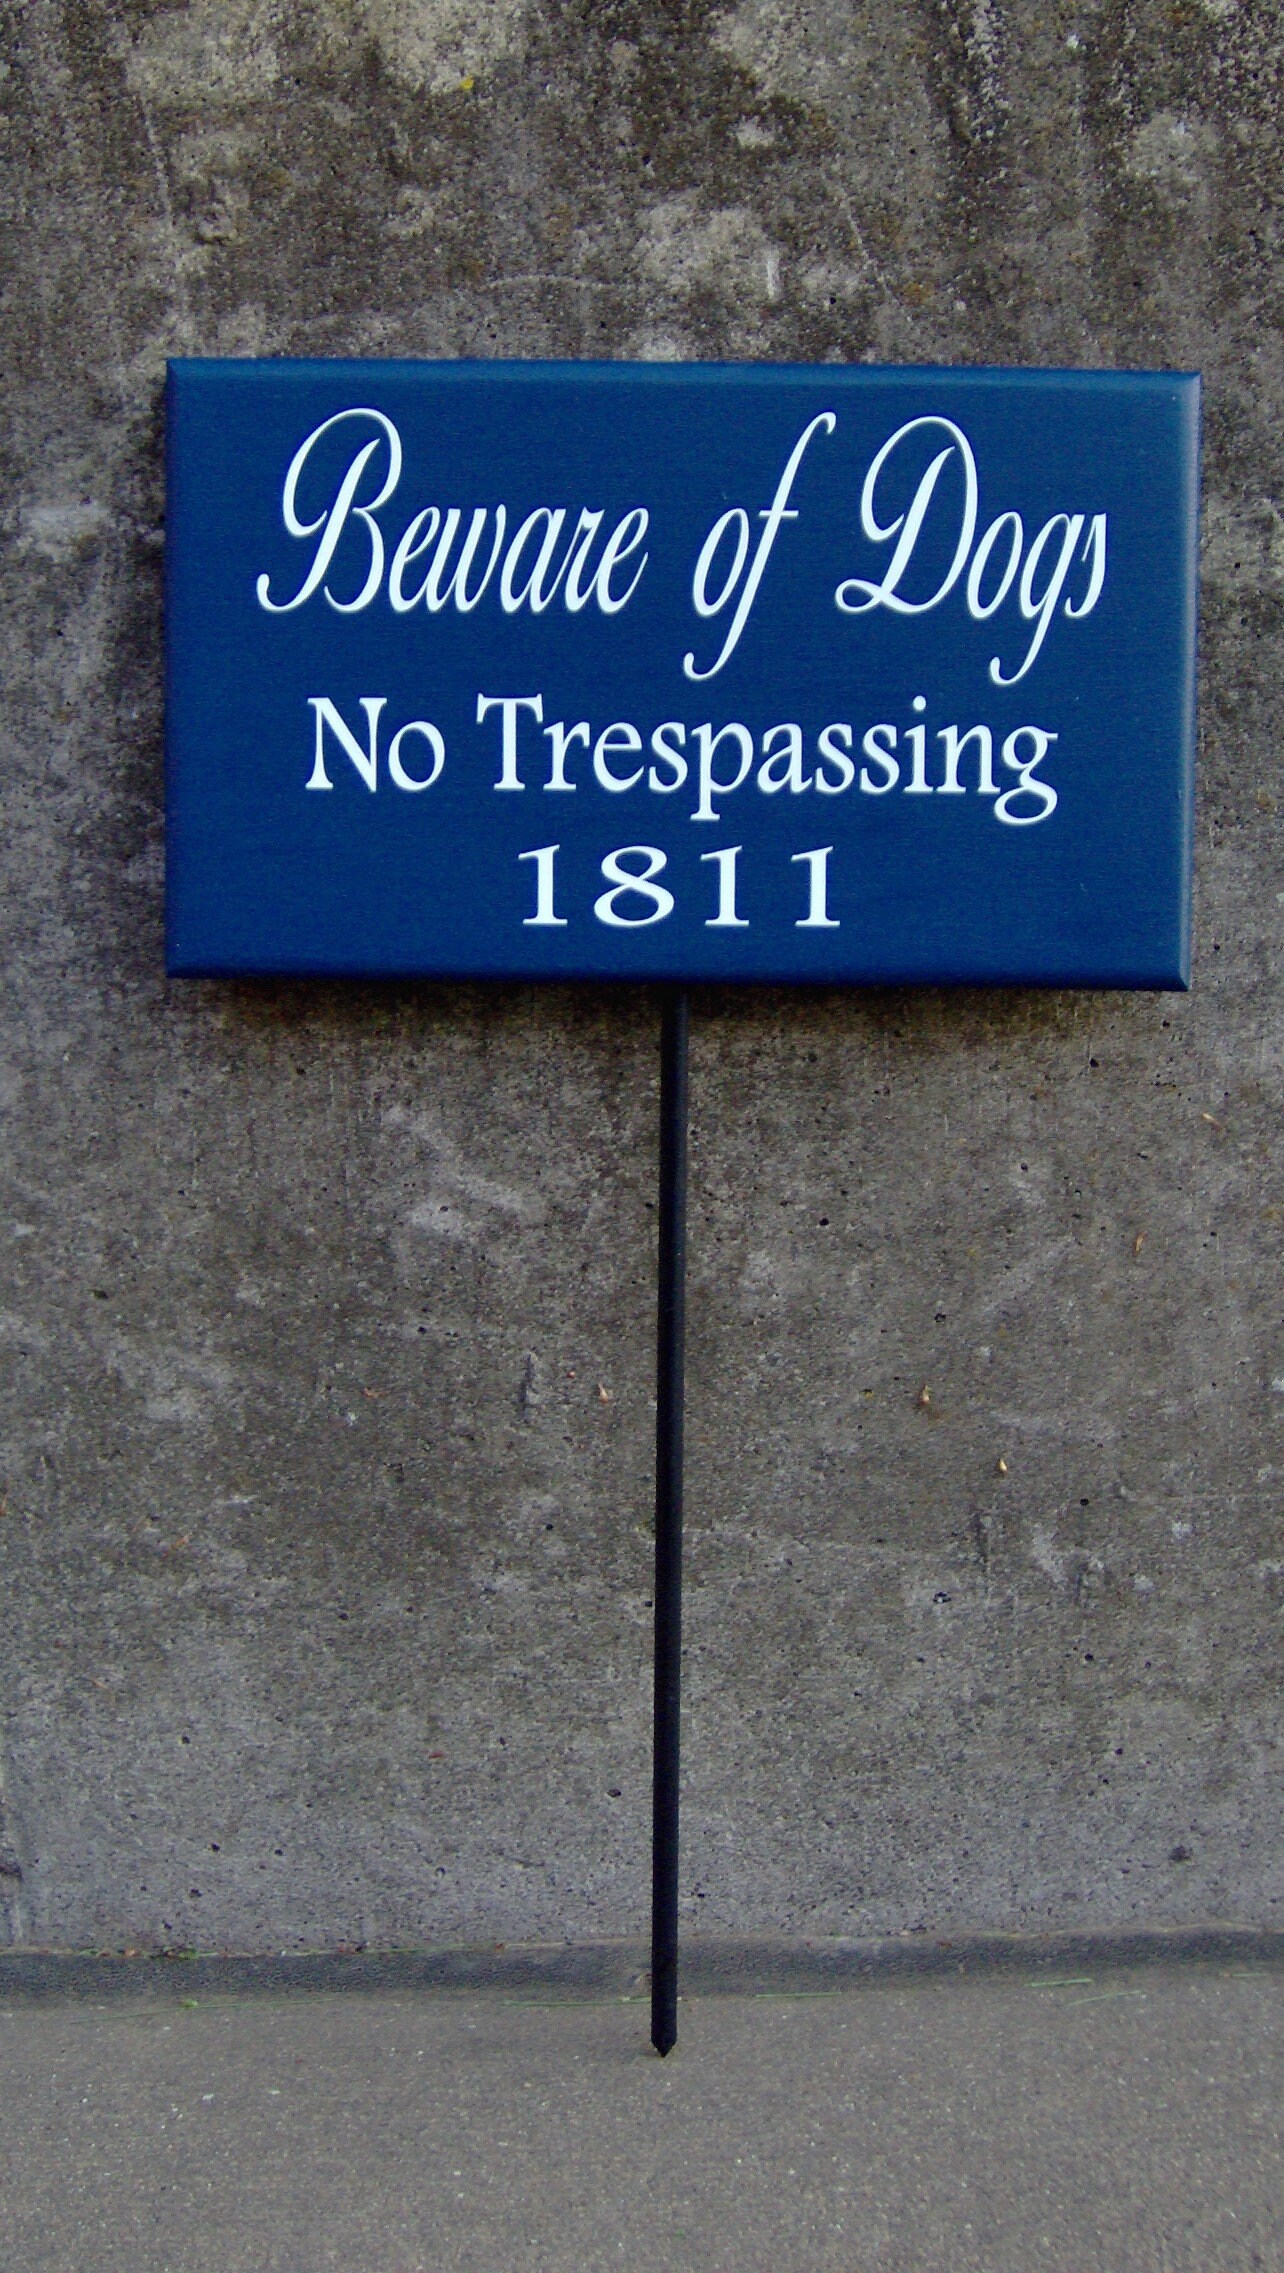 Beware of Dogs
No Trespassing
1811